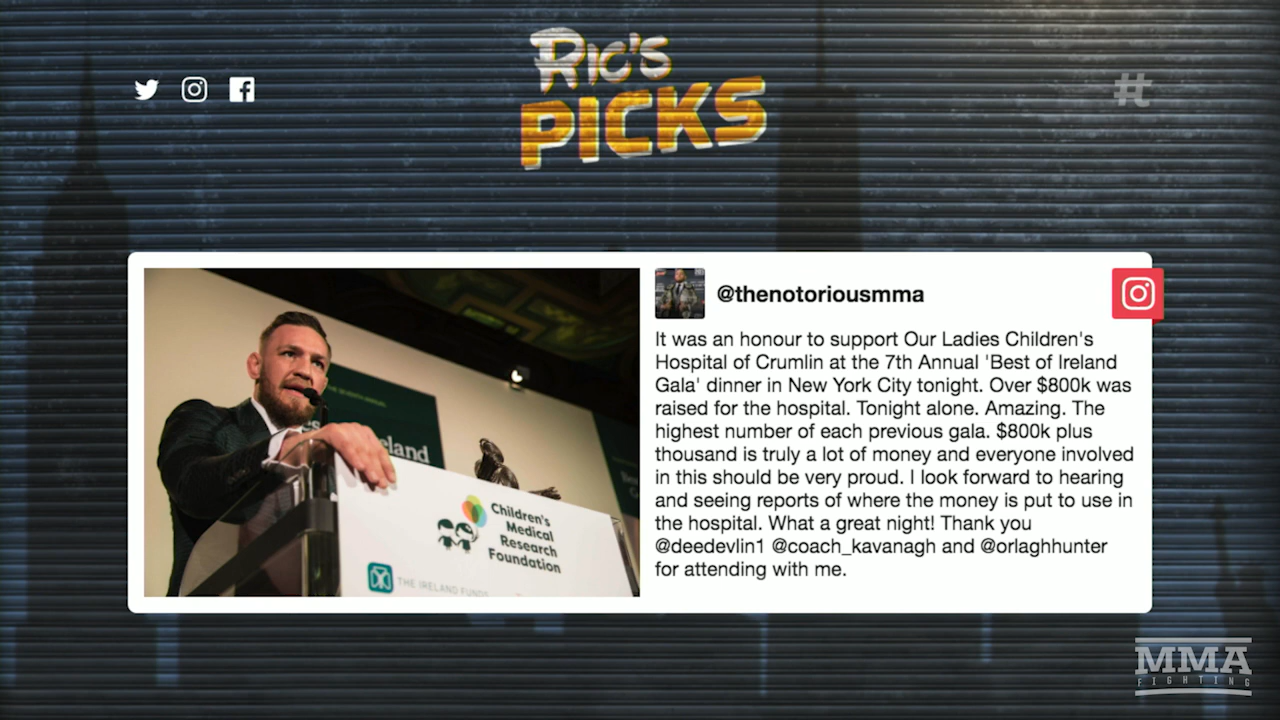 Ric's
PICKS
#
@thenotoriousmma
It was an honour to support Our Ladies Children's
Hospital of Crumlin at the 7th Annual 'Best of Ireland
Gala' dinner in New York City tonight. Over $800k was
raised for the hospital. Tonight alone. Amazing. The
highest number of each previous gala. $800k plus
thousand is truly a lot of money and everyone involved
in this should be very proud. I look forward to hearing
and seeing reports of where the money is put to use in
the hospital. What a great night! Thank you
@deedevlin1 @coach_kavanagh and @orlaghhunter
for attending with me.
Children's
Medical
Research
Foundation
THE IRELAND FUNDS
MMA
FIGHTING